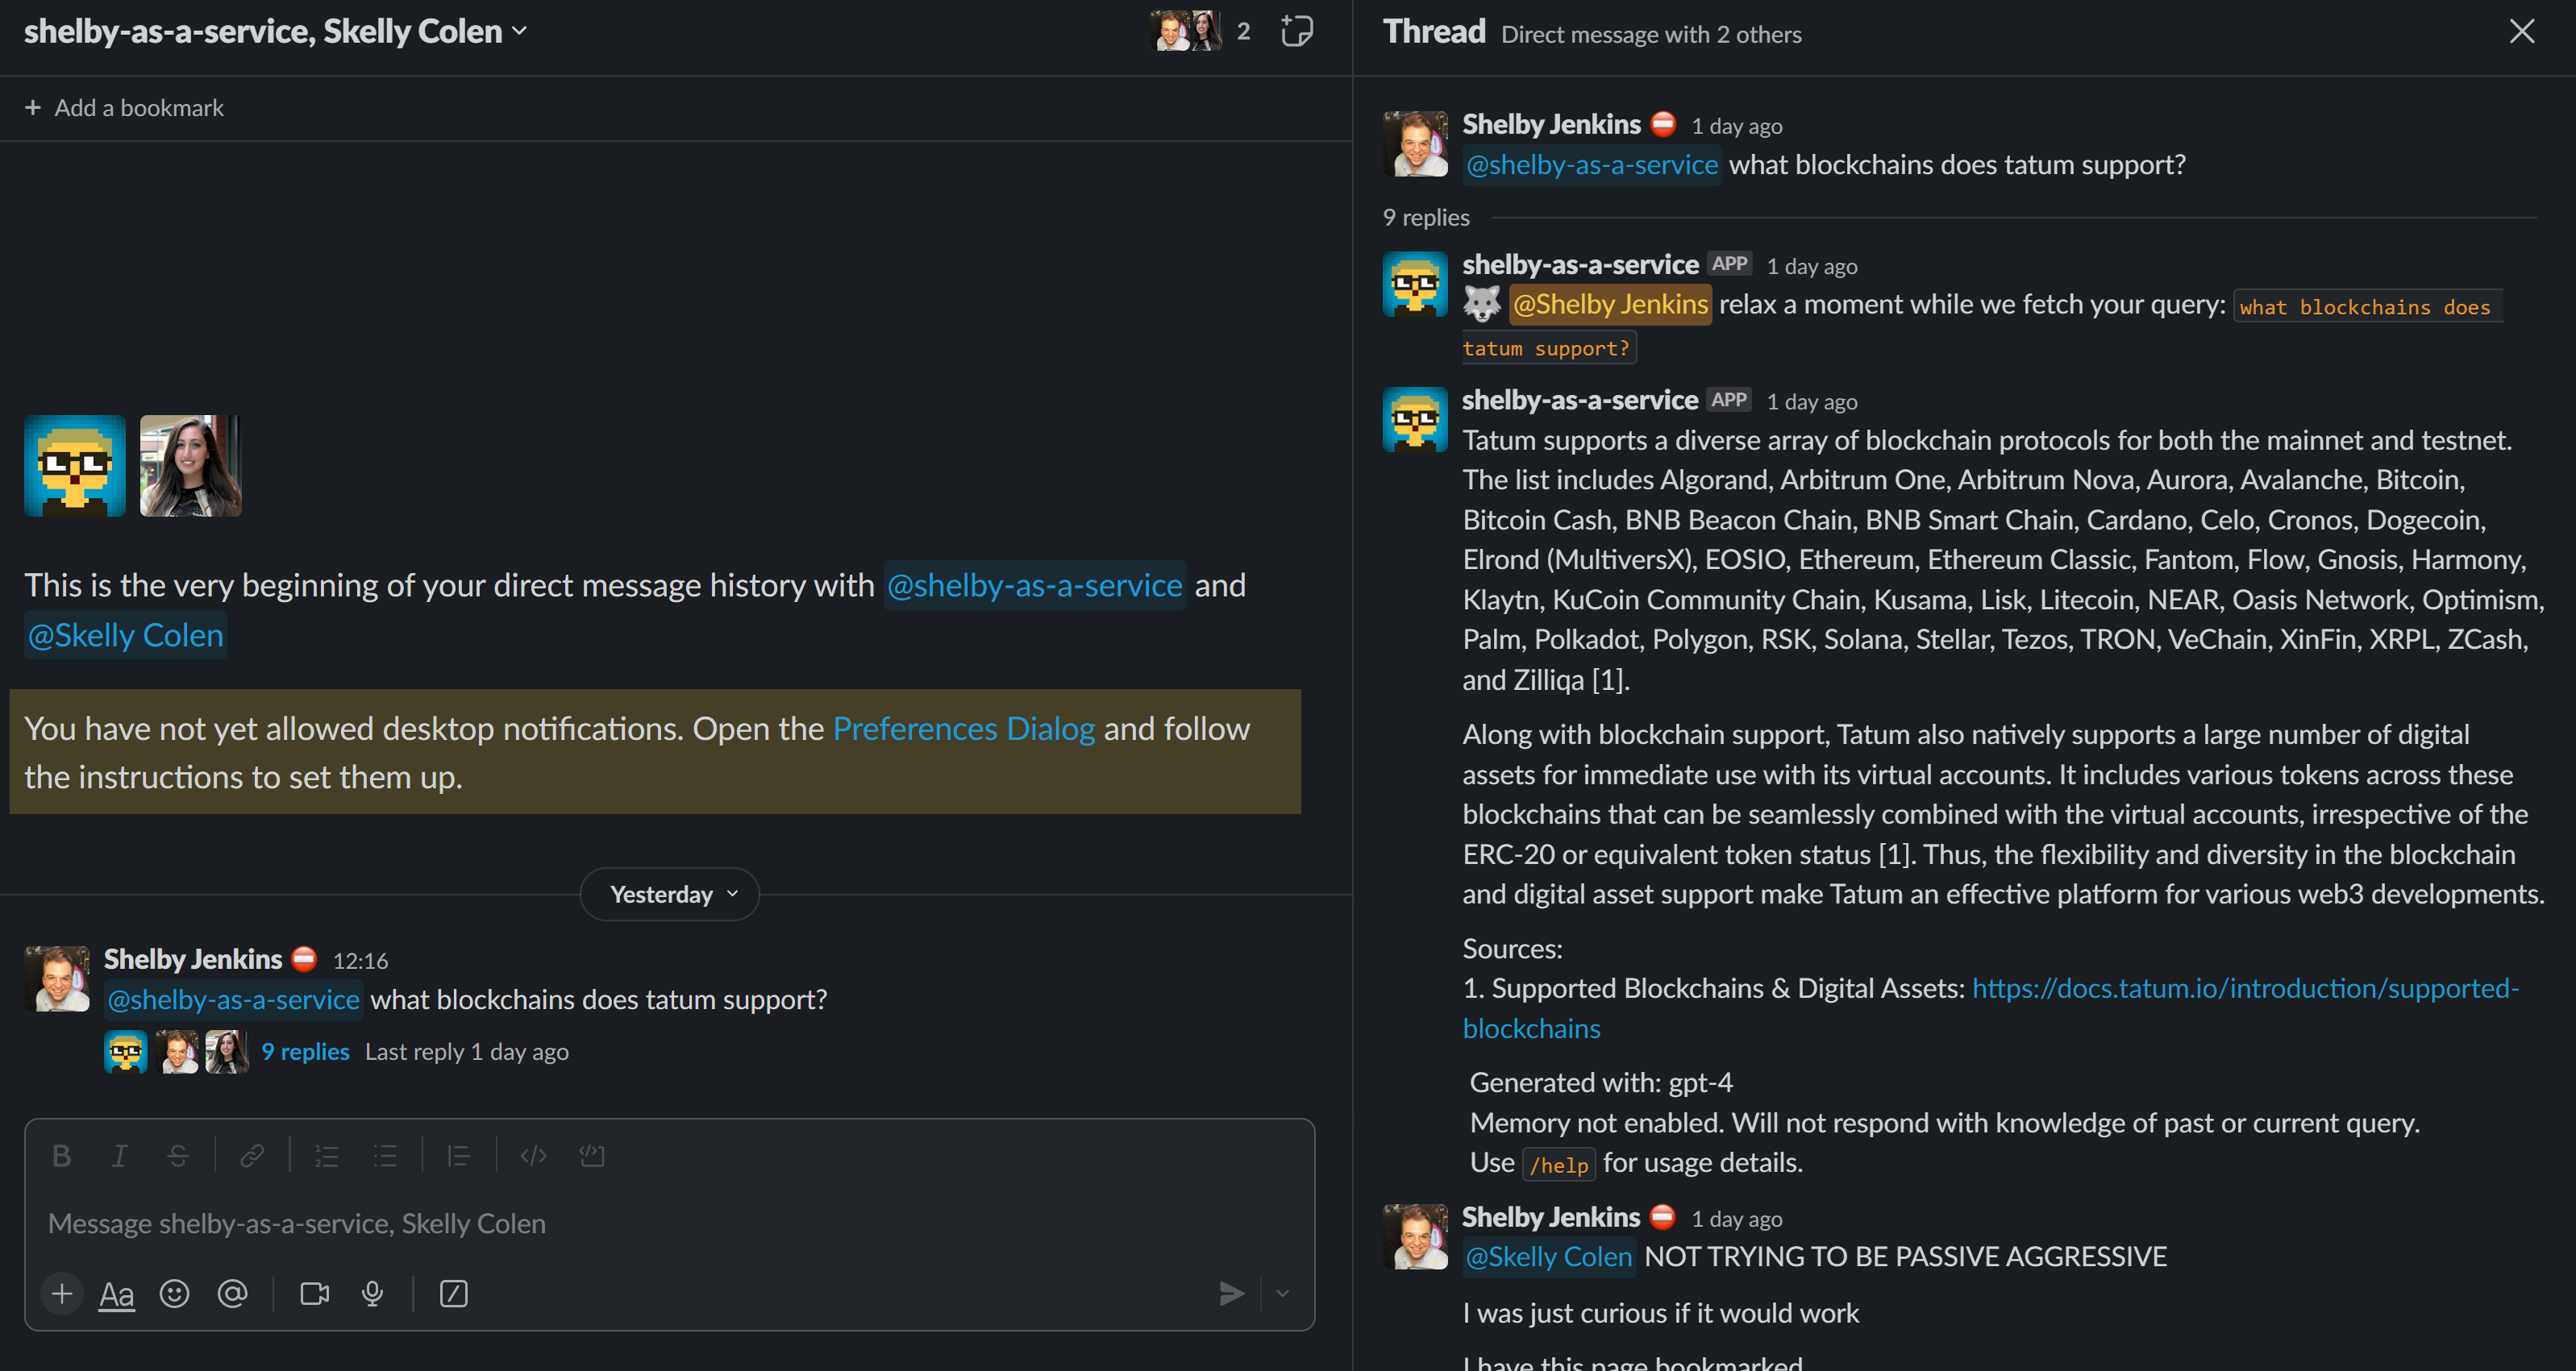 shelby-as-a-service, Skelly Colen
2
+ Add a bookmark
This is the very beginning of your direct message history with @shelby-as-a-service and
@Skelly Colen
You have not yet allowed desktop notifications. Open the Preferences Dialog and follow
the instructions to set them up.
Yesterday
Shelby Jenkins 12:16
@shelby-as-a-service what blockchains does tatum support?
9 replies Last reply 1 day ago
B I S
Message shelby-as-a-service, Skelly Colen
Aa
Thread Direct message with 2 others
Shelby Jenkins 1 day ago
@shelby-as-a-service what blockchains does tatum support?
9 replies
shelby-as-a-service APP 1 day ago
@Shelby Jenkins relax a moment while we fetch your query: what blockchains does
tatum support?
shelby-as-a-service APP 1 day ago
Tatum supports a diverse array of blockchain protocols for both the mainnet and testnet.
The list includes Algorand, Arbitrum One, Arbitrum Nova, Aurora, Avalanche, Bitcoin,
Bitcoin Cash, BNB Beacon Chain, BNB Smart Chain, Cardano, Celo, Cronos, Dogecoin,
Elrond (MultiversX), EOSIO, Ethereum, Ethereum Classic, Fantom, Flow, Gnosis, Harmony,
Klaytn, KuCoin Community Chain, Kusama, Lisk, Litecoin, NEAR, Oasis Network, Optimism,
Palm, Polkadot, Polygon, RSK, Solana, Stellar, Tezos, TRON, VeChain, XinFin, XRPL, ZCash,
and Zilliqa [1].
Along with blockchain support, Tatum also natively supports a large number of digital
assets for immediate use with its virtual accounts. It includes various tokens across these
blockchains that can be seamlessly combined with the virtual accounts, irrespective of the
ERC-20 or equivalent token status [1]. Thus, the flexibility and diversity in the blockchain
and digital asset support make Tatum an effective platform for various web3 developments.
Sources:
1. Supported Blockchains & Digital Assets: https://docs.tatum.io/introduction/supported-
blockchains
Generated with: gpt-4
Memory not enabled. Will not respond with knowledge of past or current query.
Use /help for usage details.
Shelby Jenkins 1 day ago
@Skelly Colen NOT TRYING TO BE PASSIVE AGGRESSIVE
I was just curious if it would work
I have this page bookmarked